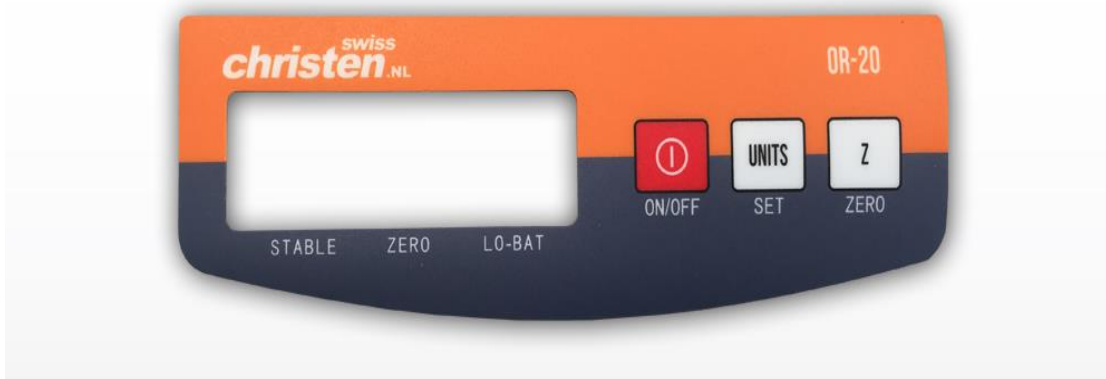 swiss
christen.NL
OR-20
UNITS
Z
ON/OFF
SET
ZERO
STABLE
ZERO
LO-BAT